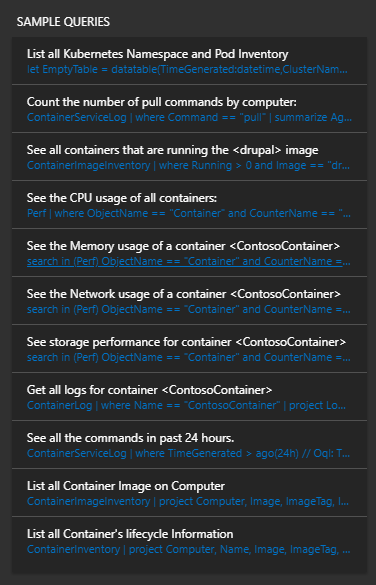 SAMPLE QUERIES
List all Kubernetes Namespace and Pod Inventory
let EmptyTable = datatable(TimeGenerated:datetime,ClusterNam...
Count the number of pull commands by computer:
ContainerServiceLog | where Command == "pull" | summarize Ag...
See all containers that are running the <drupal> image
ContainerImageInventory | where Running > 0 and Image == "dr...
See the CPU usage of all containers:
Perf | where ObjectName == "Container" and CounterName == "...
See the Memory usage of a container <ContosoContainer>
search in (Perf) ObjectName == "Container" and CounterName =...
See the Network usage of a container <ContosoContainer>
search in (Perf) ObjectName == "Container" and CounterName =...
See storage performance for container <ContosoContainer>
search in (Perf) ObjectName == "Container" and CounterName =...
Get all logs for container <ContosoContainer>
ContainerLog | where Name == "ContosoContainer" | project Lo...
See all the commands in past 24 hours.
ContainerServiceLog | where TimeGenerated > ago(24h) // Oql: T...
List all Container Image on Computer
ContainerImageInventory | project Computer, Image, ImageTag, I...
List all Container's lifecycle Information
ContainerInventory | project Computer, Name, Image, ImageTag, ...